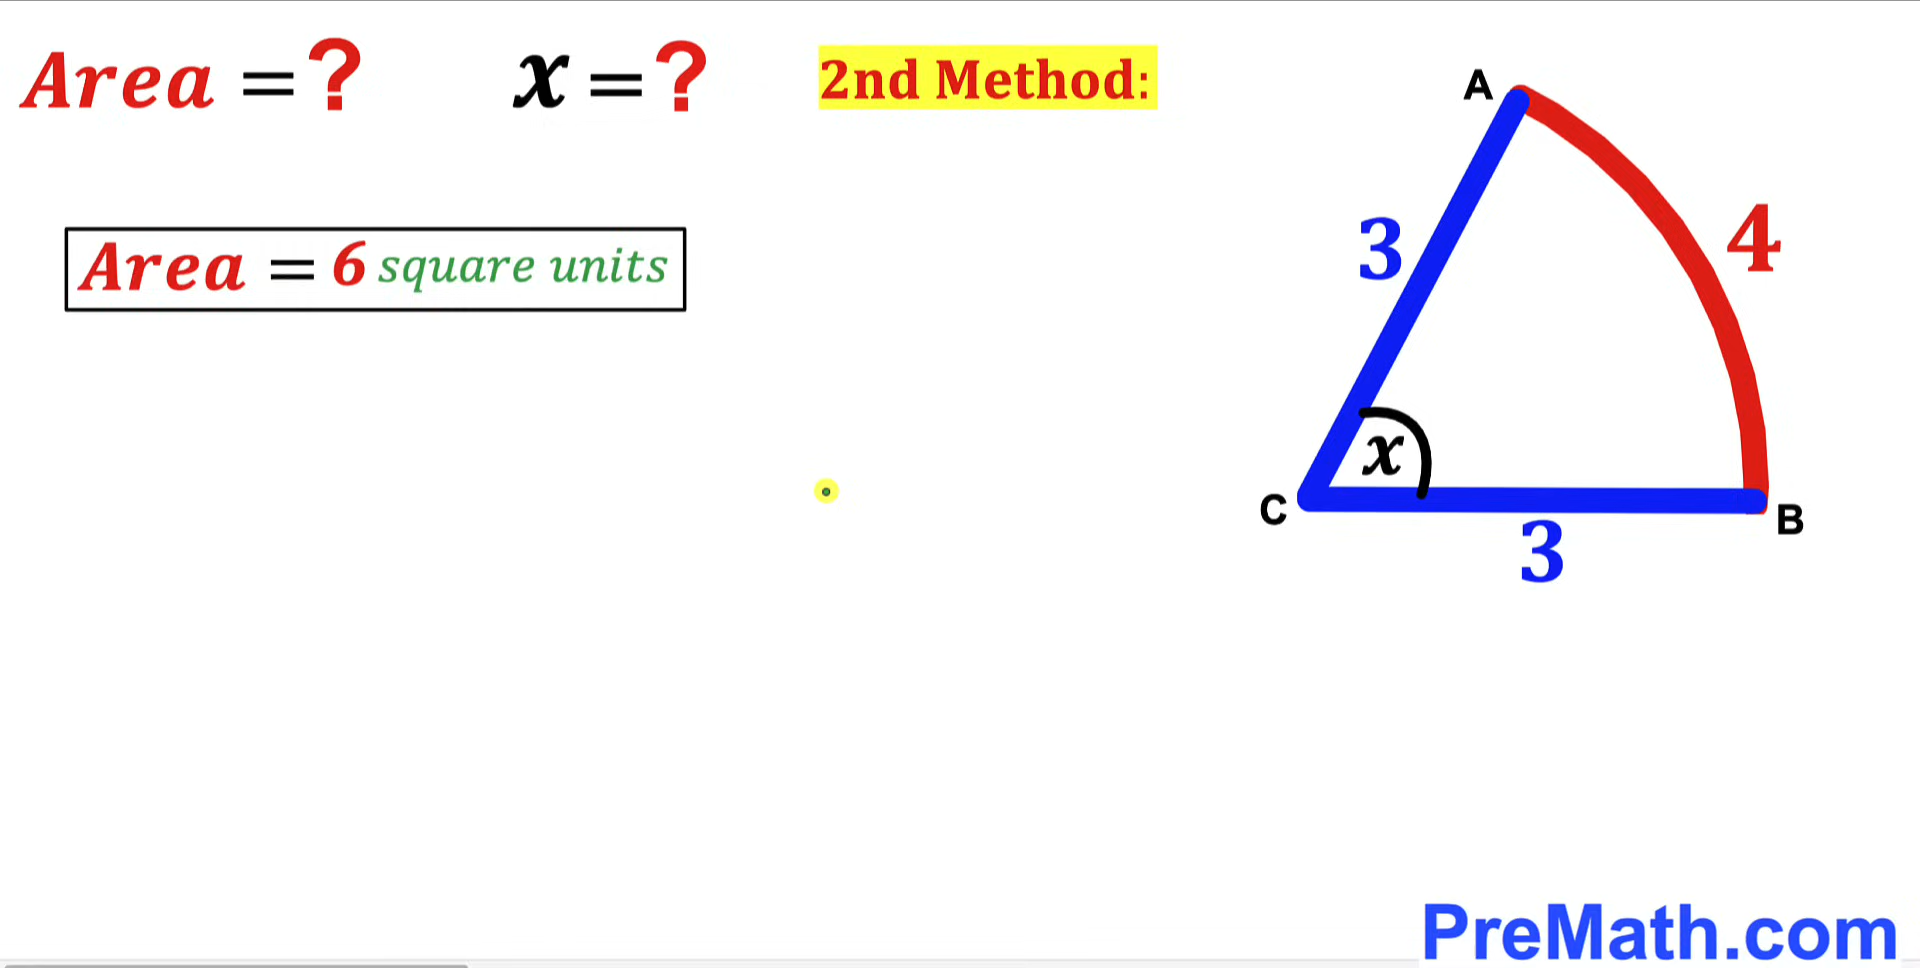 Area = ? x = ? 2nd Method:
A
3
4
Area = 6 square units
x
C
B
3
PreMath.com